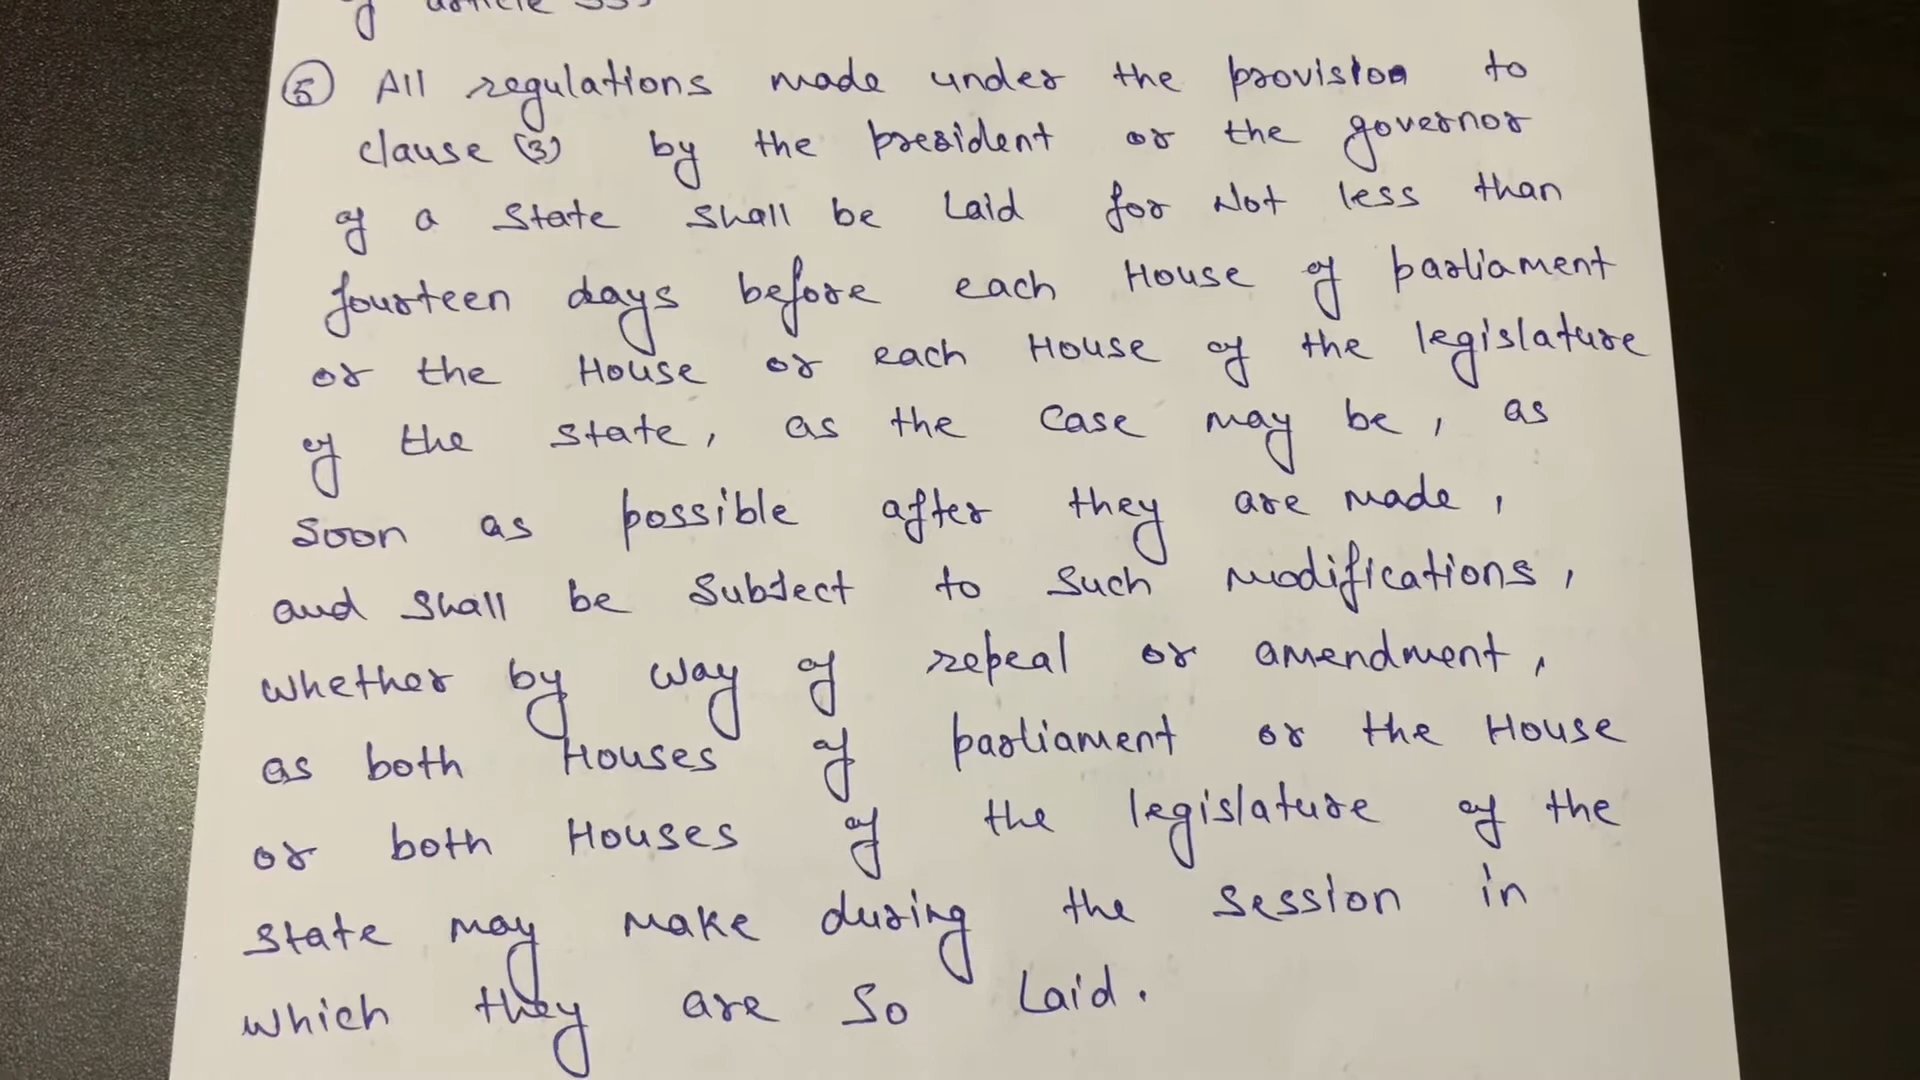 of article 335
⑤ All regulations made under the provision to
clause (3) by the president or the governor
of a State shall be Laid for Not less than
fourteen days before each House of parliament
or the House or each House of the legislature
of the state, as the Case may be, as
Soon as possible after they are made,
and shall be Subject to Such modifications,
whether by way of repeal or amendment,
as both Houses of parliament or the House
or both Houses of the legislature of the
state may make during the session in
which they are So Laid.